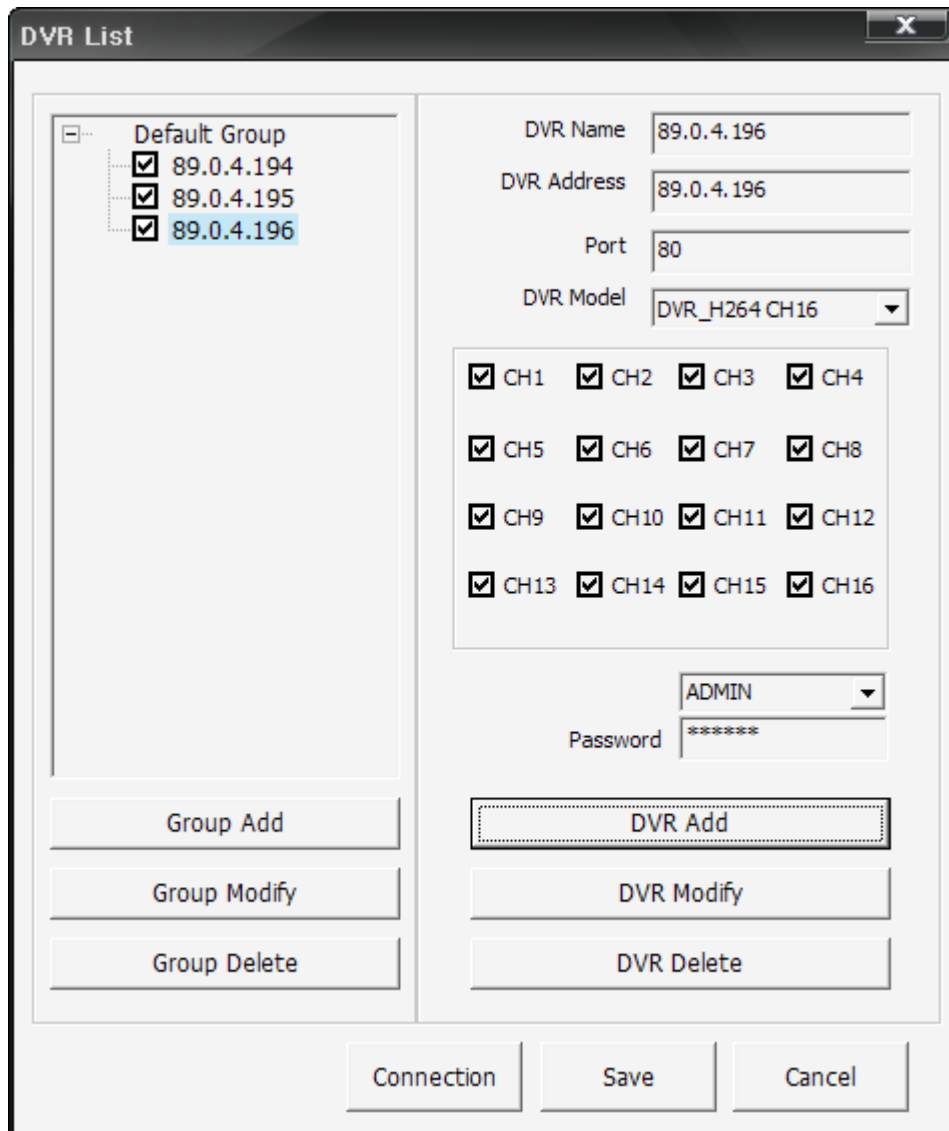 DVR List
X
Default Group
89.0.4.194
89.0.4.195
89.0.4.196
DVR Name 89.0.4.196
DVR Address 89.0.4.196
Port 80
DVR Model DVR_H264 CH16
CH1 CH2 CH3 CH4
CH5 CH6 CH7 CH8
CH9 CH10 CH11 CH12
CH13 CH14 CH15 CH16
ADMIN
Password ******
Group Add
Group Modify
Group Delete
DVR Add
DVR Modify
DVR Delete
Connection Save Cancel